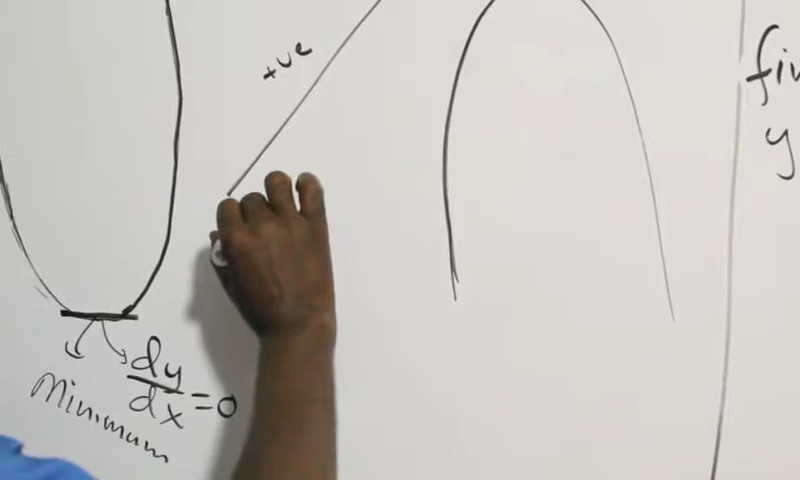 +ve
dy/dx = 0
Minimum
y